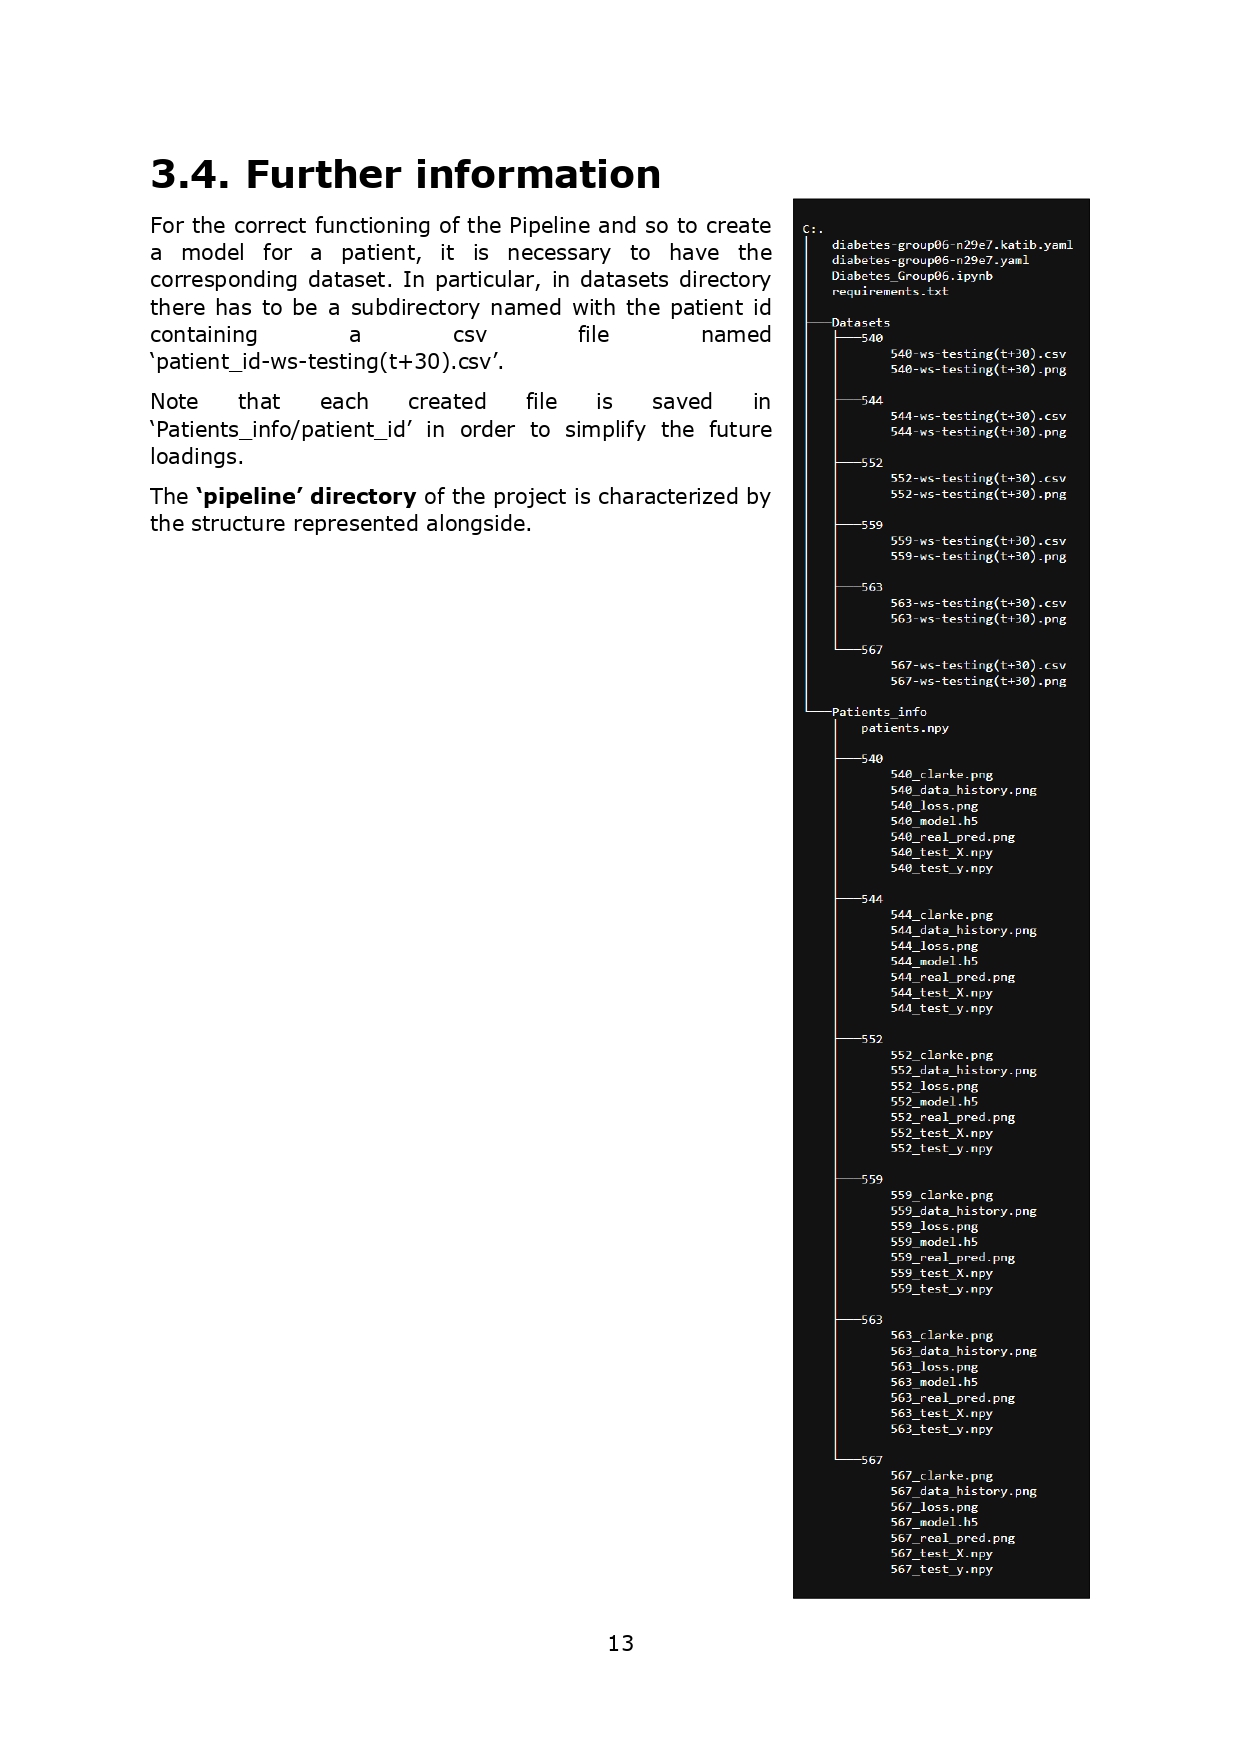 3.4. Further information
For the correct functioning of the Pipeline and so to create
a model for a patient, it is necessary to have the
corresponding dataset. In particular, in datasets directory
there has to be a subdirectory named with the patient id
containing a csv file named
‘patient_id-ws-testing(t+30).csv’.
Note that each created file is saved in
‘Patients_info/patient_id’ in order to simplify the future
loadings.
The ‘pipeline’ directory of the project is characterized by
the structure represented alongside.
C:.
diabetes-group06-n29e7.katib.yaml
diabetes-group06-n29e7.yaml
Diabetes_Group06.ipynb
requirements.txt
Datasets
540
540-ws-testing(t+30).csv
540-ws-testing(t+30).png
544
544-ws-testing(t+30).csv
544-ws-testing(t+30).png
552
552-ws-testing(t+30).csv
552-ws-testing(t+30).png
559
559-ws-testing(t+30).csv
559-ws-testing(t+30).png
563
563-ws-testing(t+30).csv
563-ws-testing(t+30).png
567
567-ws-testing(t+30).csv
567-ws-testing(t+30).png
Patients_info
patients.npy
540
540_clarke.png
540_data_history.png
540_loss.png
540_model.h5
540_real_pred.png
540_test_X.npy
540_test_y.npy
544
544_clarke.png
544_data_history.png
544_loss.png
544_model.h5
544_real_pred.png
544_test_X.npy
544_test_y.npy
552
552_clarke.png
552_data_history.png
552_loss.png
552_model.h5
552_real_pred.png
552_test_X.npy
552_test_y.npy
559
559_clarke.png
559_data_history.png
559_loss.png
559_model.h5
559_real_pred.png
559_test_X.npy
559_test_y.npy
563
563_clarke.png
563_data_history.png
563_loss.png
563_model.h5
563_real_pred.png
563_test_X.npy
563_test_y.npy
567
567_clarke.png
567_data_history.png
567_loss.png
567_model.h5
567_real_pred.png
567_test_X.npy
567_test_y.npy
13